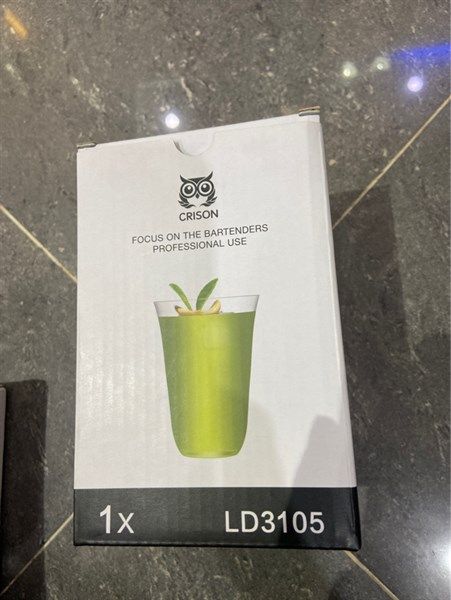 CRISON
FOCUS ON THE BARTENDERS
PROFESSIONAL USE
1X
LD3105